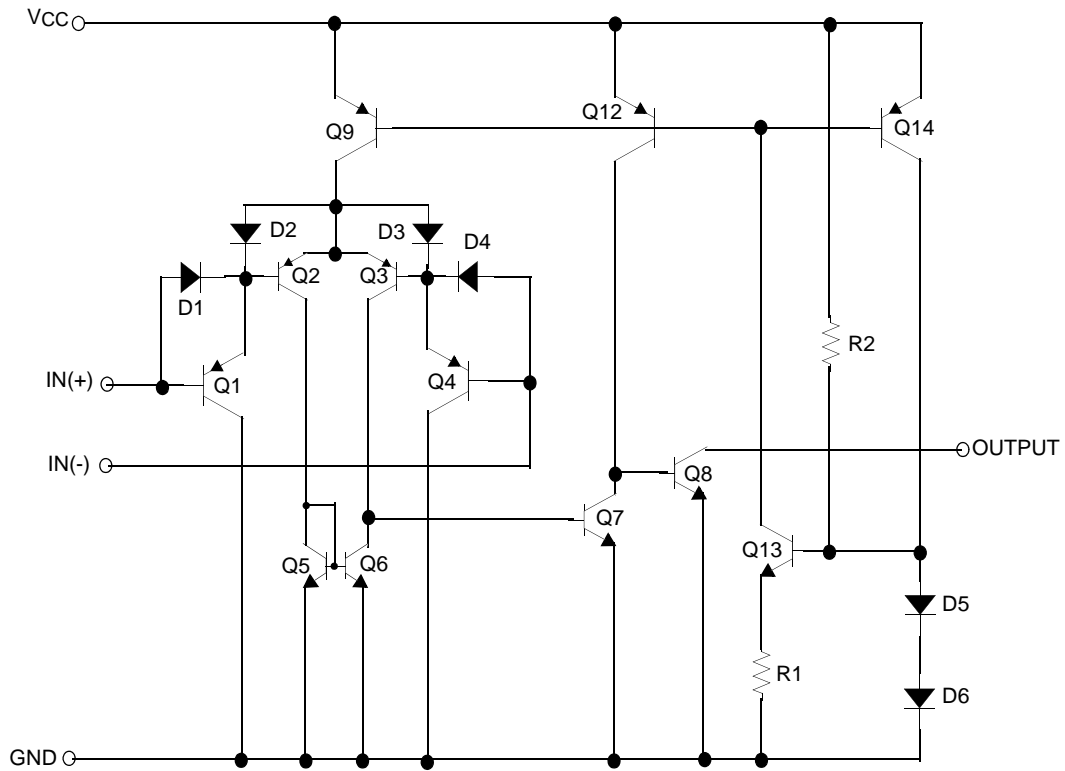 VCC
Q12
Q9
Q14
D2
D3
D4
Q2
Q3
D1
R2
IN(+)
Q1
Q4
IN(-)
OUTPUT
Q8
Q7
Q13
Q5
Q6
D5
R1
D6
GND